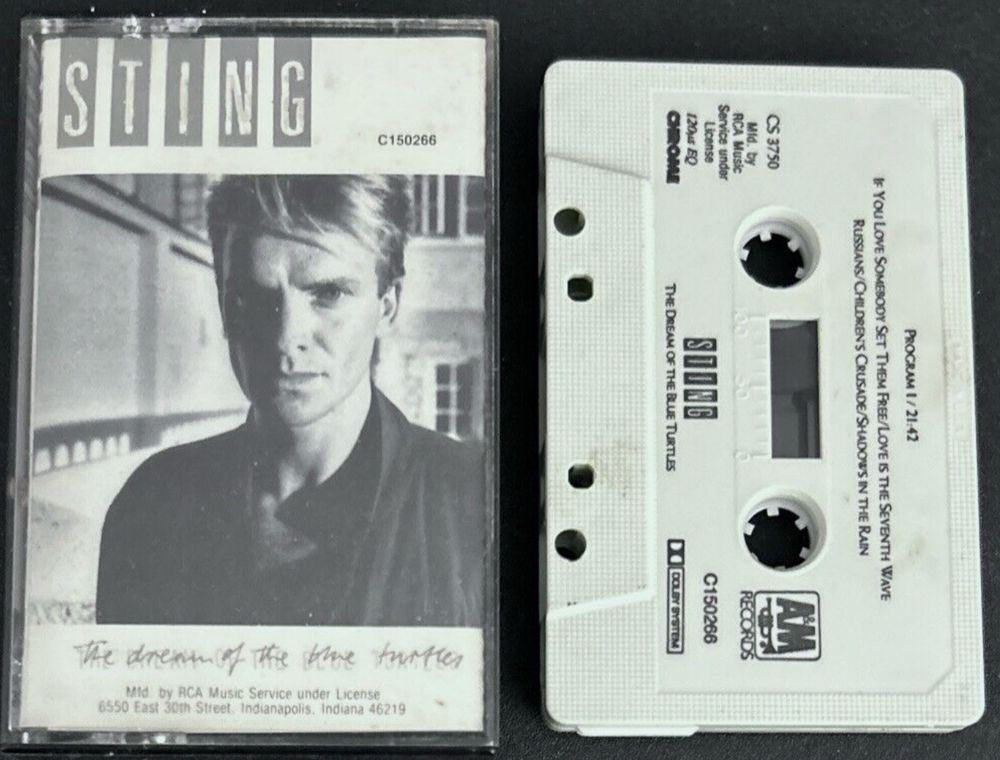 STING
C150266
The dream of the blue turtles
Mfd. by RCA Music Service under License
6550 East 30th Street, Indianapolis, Indiana 46219
PROGRAM I / 21:42
IF YOU LOVE SOMEBODY SET THEM FREE/LOVE IS THE SEVENTH WAVE
RUSSIANS/CHILDREN'S CRUSADE/SHADOWS IN THE RAIN
CS 3750
Mfd. by
RCA Music
Service under
License
120µs EQ
CHROME
STING
THE DREAM OF THE BLUE TURTLES
A&M
RECORDS
C150266
DOLBY SYSTEM